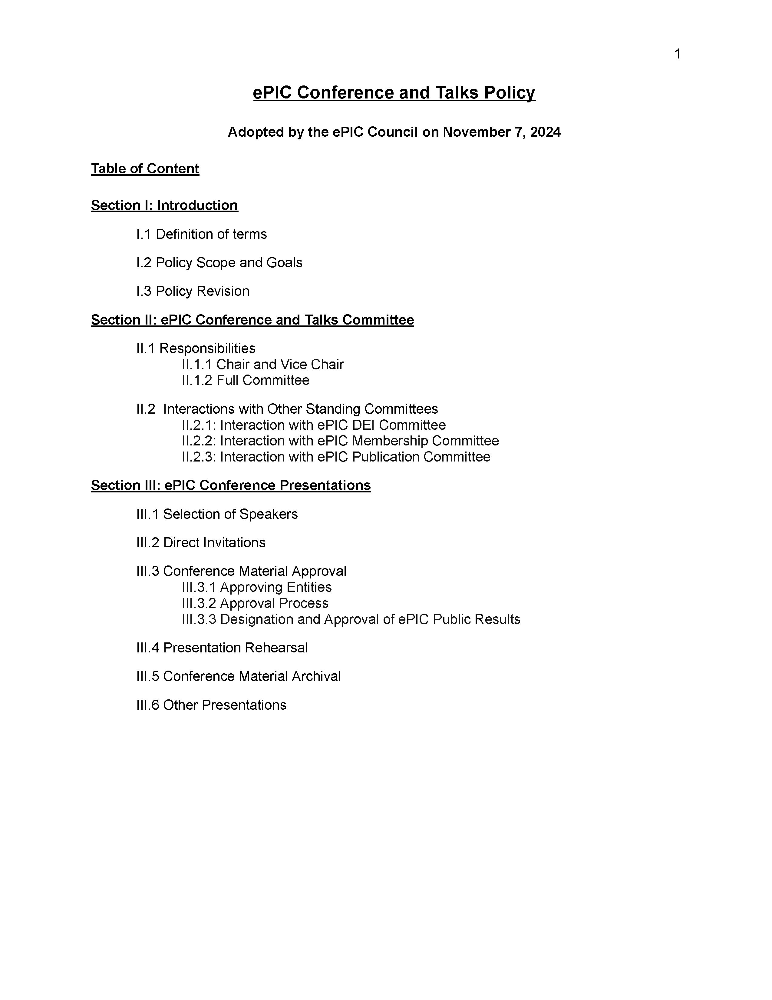 1
ePIC Conference and Talks Policy
Adopted by the ePIC Council on November 7, 2024
Table of Content
Section I: Introduction
I.1 Definition of terms
I.2 Policy Scope and Goals
I.3 Policy Revision
Section II: ePIC Conference and Talks Committee
II.1 Responsibilities
II.1.1 Chair and Vice Chair
II.1.2 Full Committee
II.2  Interactions with Other Standing Committees
II.2.1: Interaction with ePIC DEI Committee
II.2.2: Interaction with ePIC Membership Committee
II.2.3: Interaction with ePIC Publication Committee
Section III: ePIC Conference Presentations
III.1 Selection of Speakers
III.2 Direct Invitations
III.3 Conference Material Approval
III.3.1 Approving Entities
III.3.2 Approval Process
III.3.3 Designation and Approval of ePIC Public Results
III.4 Presentation Rehearsal
III.5 Conference Material Archival
III.6 Other Presentations